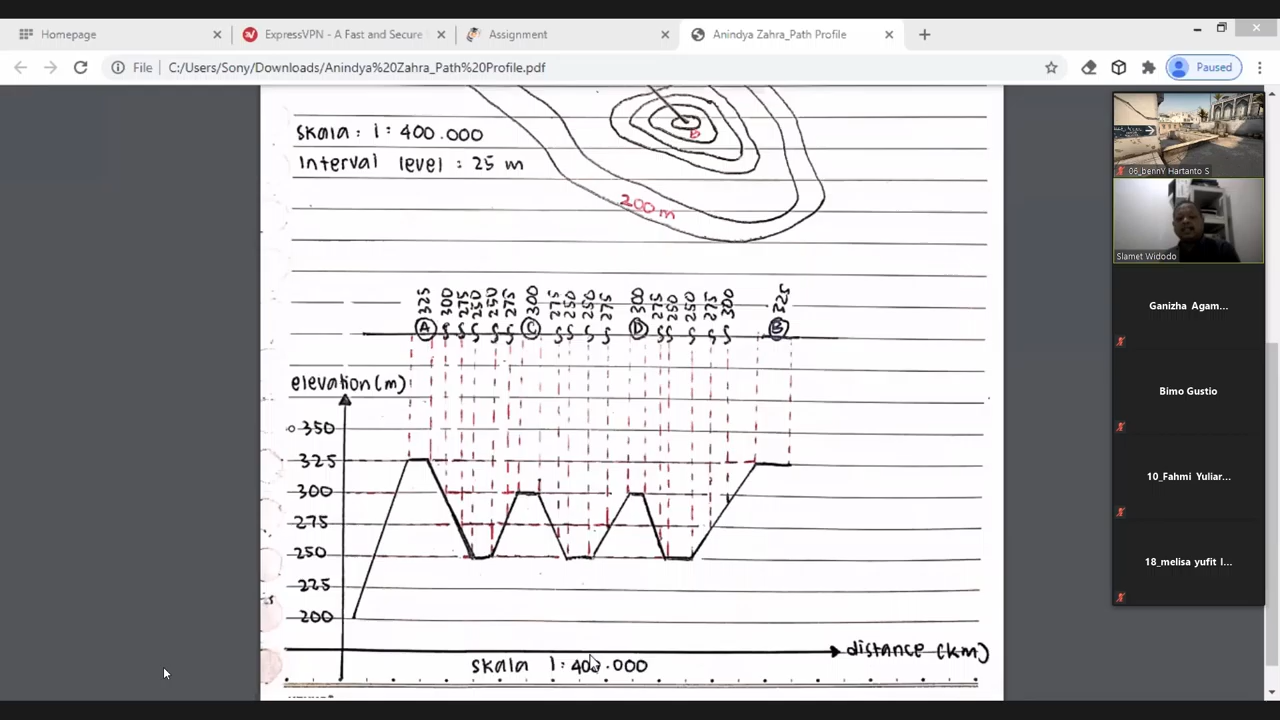 Homepage
ExpressVPN - A Fast and Secure
Assignment
Anindya Zahra_Path Profile
File
C:/Users/Sony/Downloads/Anindya%20Zahra_Path%20Profile.pdf
Paused
skala : 1 : 400.000
Interval level : 25 m
B
200 m
A 325 300 275 250 250 275 C 300 275 250 250 275 D 300 275 250 250 275 300 B 325
elevation (m)
350
325
300
275
250
225
200
distance (km)
skala 1 : 400.000
06_bennY Hartanto S
Slamet Widodo
Ganizha Agam...
Bimo Gustio
10_Fahmi Yuliar...
18_melisa yufit I...